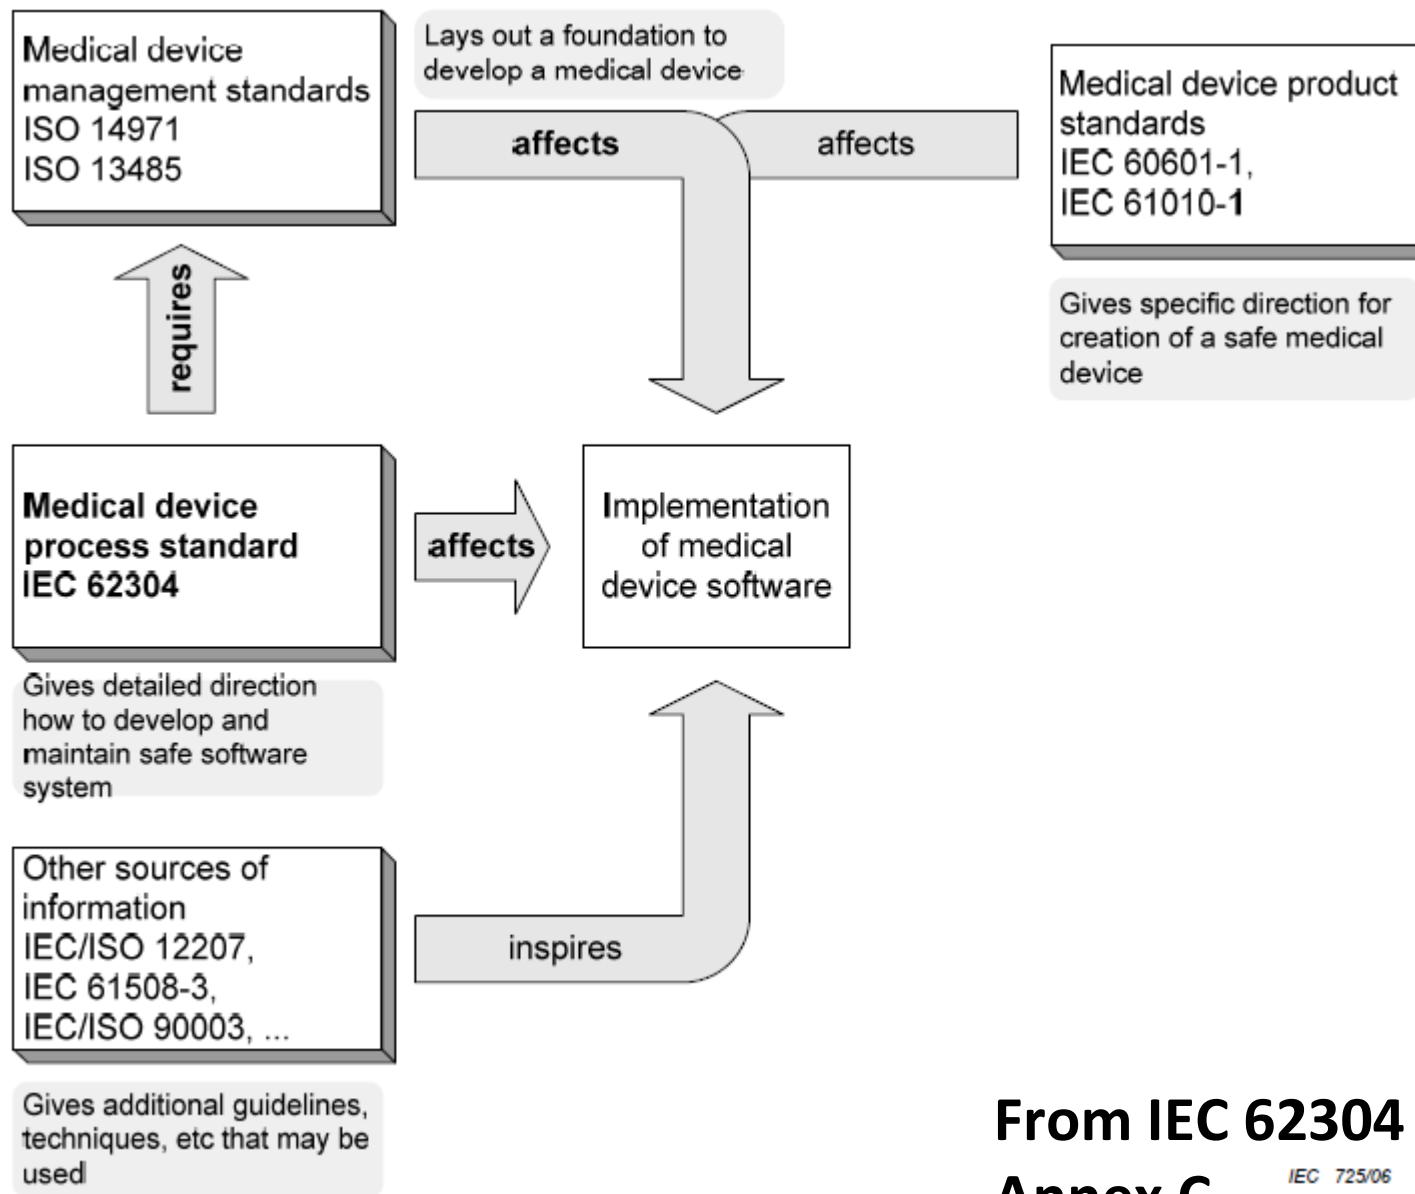 Medical device
management standards
ISO 14971
ISO 13485
Lays out a foundation to
develop a medical device
affects
affects
Medical device product
standards
IEC 60601-1,
IEC 61010-1
Gives specific direction for
creation of a safe medical
device
requires
Medical device
process standard
IEC 62304
affects
Implementation
of medical
device software
Gives detailed direction
how to develop and
maintain safe software
system
Other sources of
information
IEC/ISO 12207,
IEC 61508-3,
IEC/ISO 90003, ...
inspires
Gives additional guidelines,
techniques, etc that may be
used
From IEC 62304
Annex C
IEC 725/06